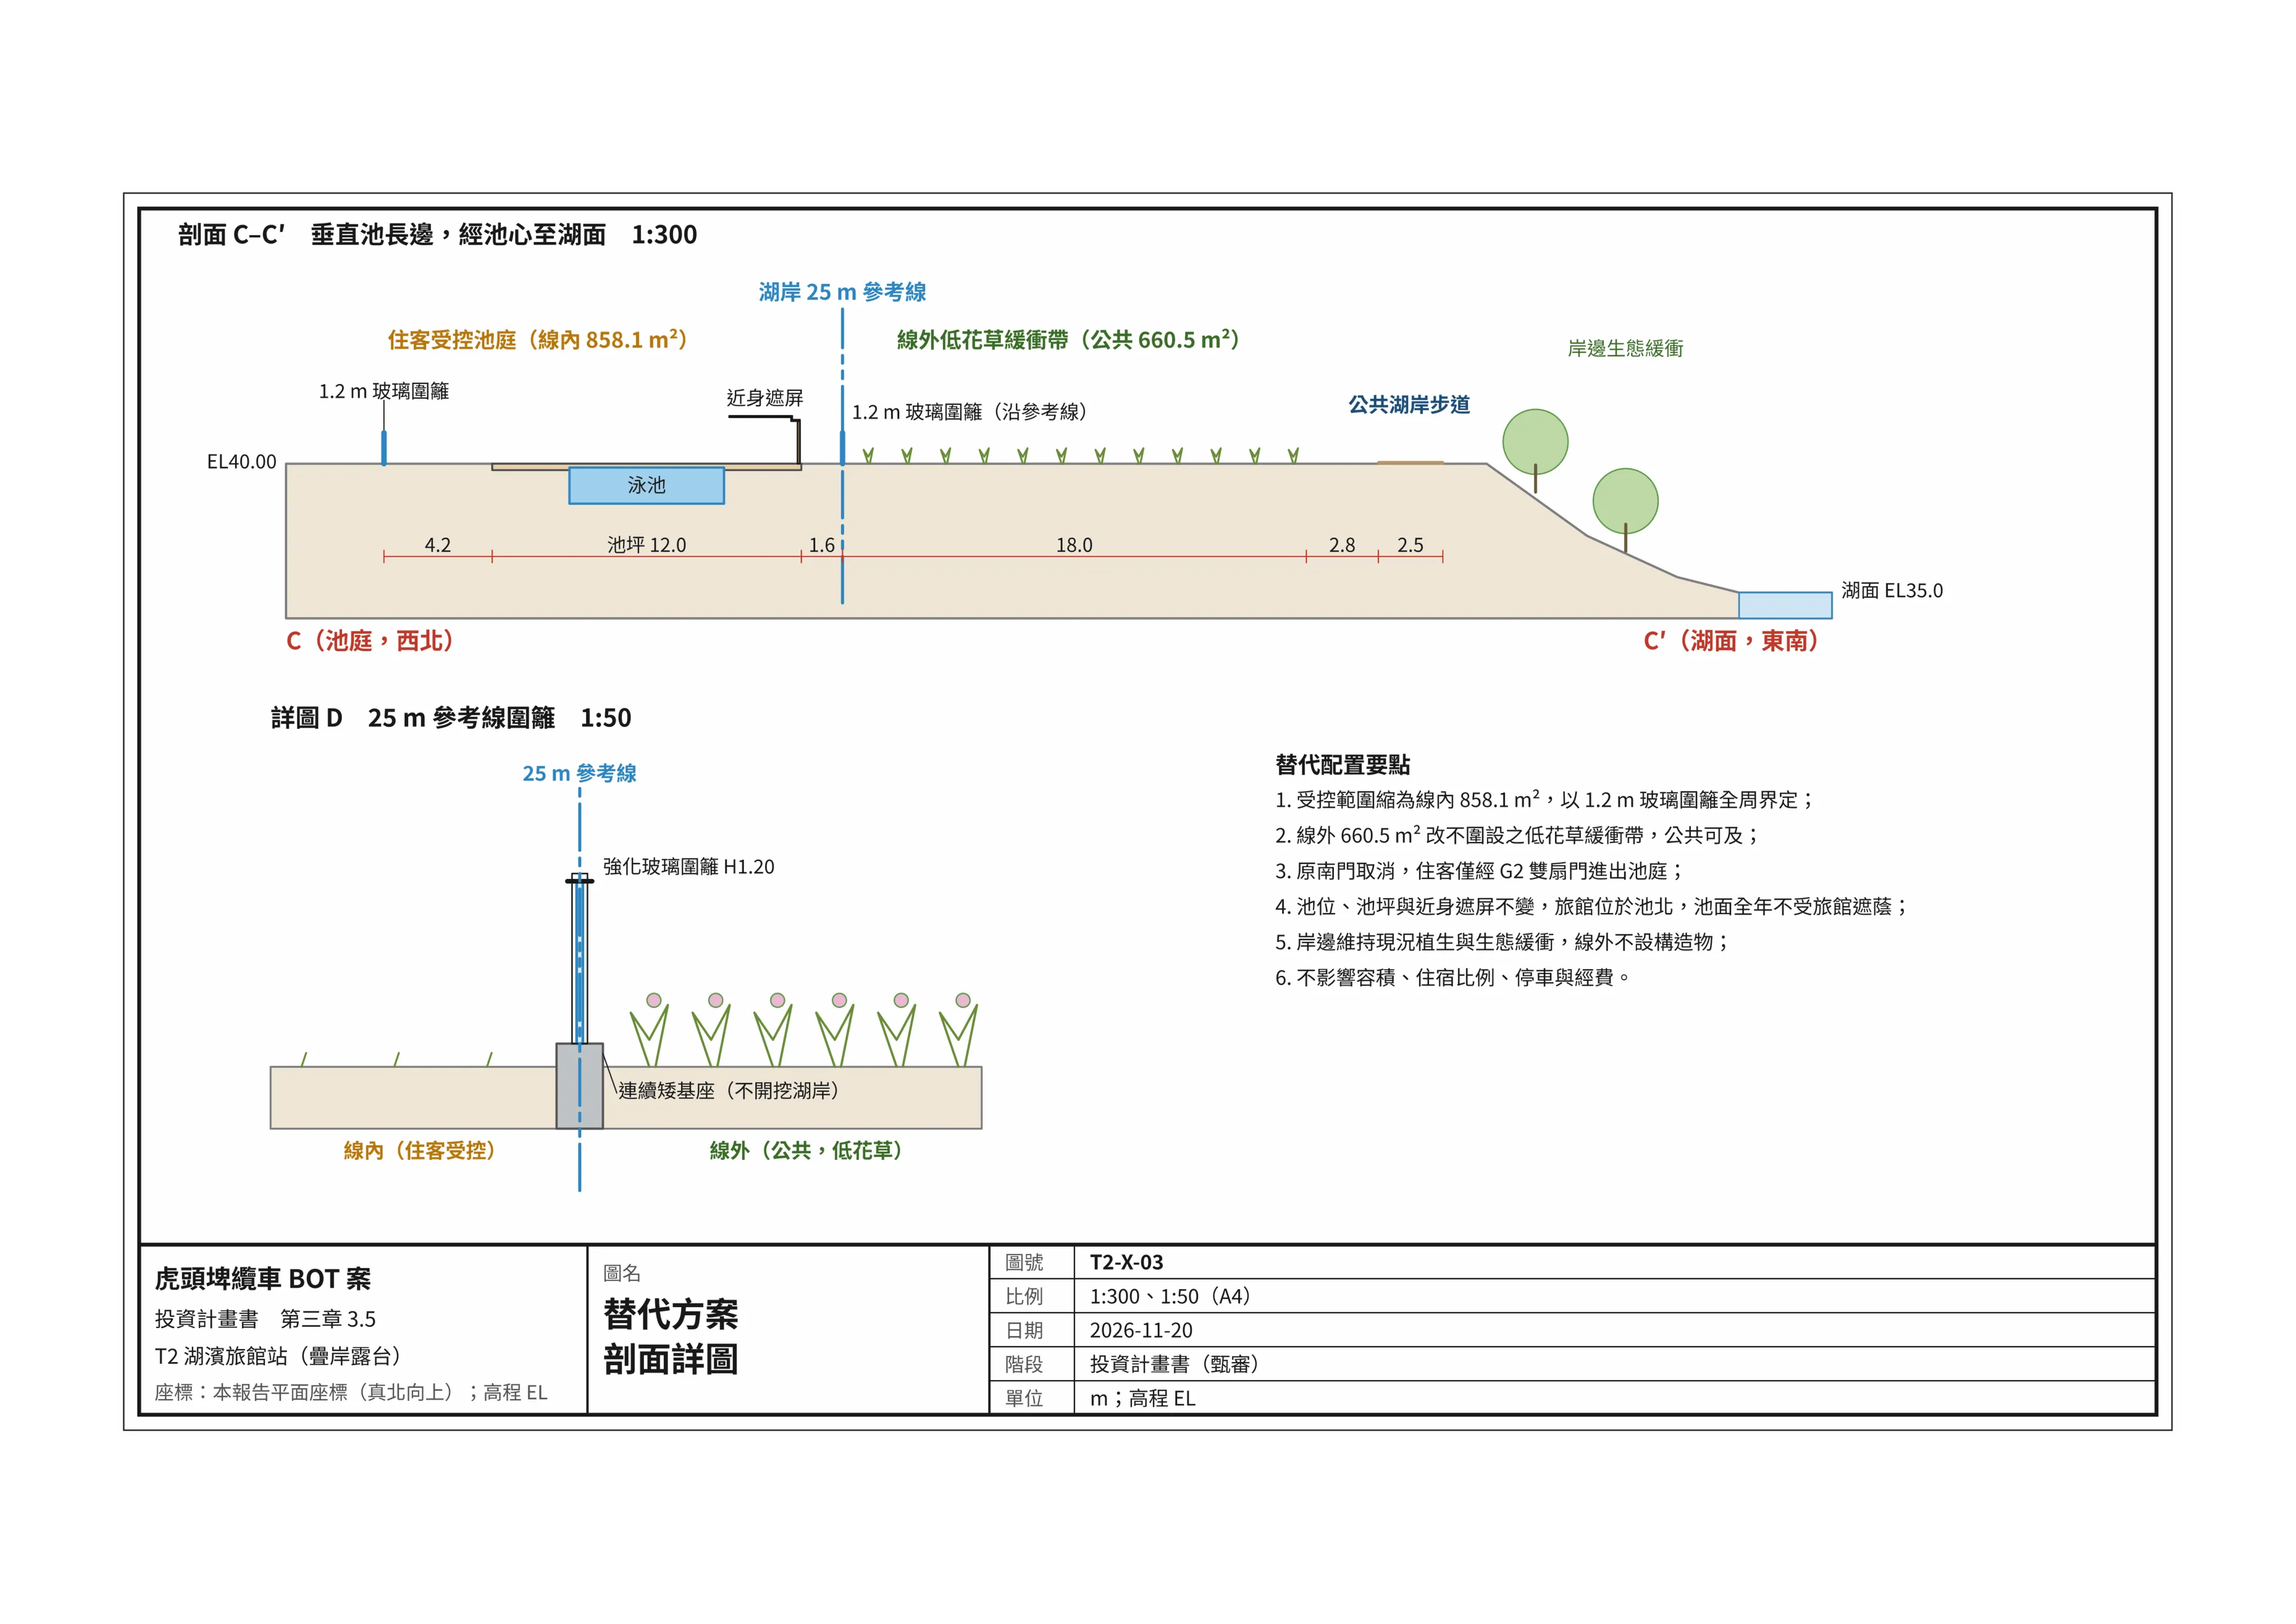 剖面 C–C′　垂直池長邊，經池心至湖面　1:300
湖岸 25 m 參考線
住客受控池庭（線內 858.1 m²）
線外低花草緩衝帶（公共 660.5 m²）
岸邊生態緩衝
1.2 m 玻璃圍籬
近身遮屏
1.2 m 玻璃圍籬（沿參考線）
公共湖岸步道
EL40.00
泳池
4.2
池坪 12.0
1.6
18.0
2.8
2.5
湖面 EL35.0
C（池庭，西北）
C′（湖面，東南）
詳圖 D　25 m 參考線圍籬　1:50
25 m 參考線
強化玻璃圍籬 H1.20
連續矮基座（不開挖湖岸）
線內（住客受控）
線外（公共，低花草）
替代配置要點
1. 受控範圍縮為線內 858.1 m²，以 1.2 m 玻璃圍籬全周界定；
2. 線外 660.5 m² 改不圍設之低花草緩衝帶，公共可及；
3. 原南門取消，住客僅經 G2 雙扇門進出池庭；
4. 池位、池坪與近身遮屏不變，旅館位於池北，池面全年不受旅館遮蔭；
5. 岸邊維持現況植生與生態緩衝，線外不設構造物；
6. 不影響容積、住宿比例、停車與經費。
虎頭埤纜車 BOT 案
投資計畫書　第三章 3.5
T2 湖濱旅館站（疊岸露台）
座標：本報告平面座標（真北向上）；高程 EL
圖名
替代方案
剖面詳圖
圖號　T2-X-03
比例　1:300、1:50（A4）
日期　2026-11-20
階段　投資計畫書（甄審）
單位　m；高程 EL